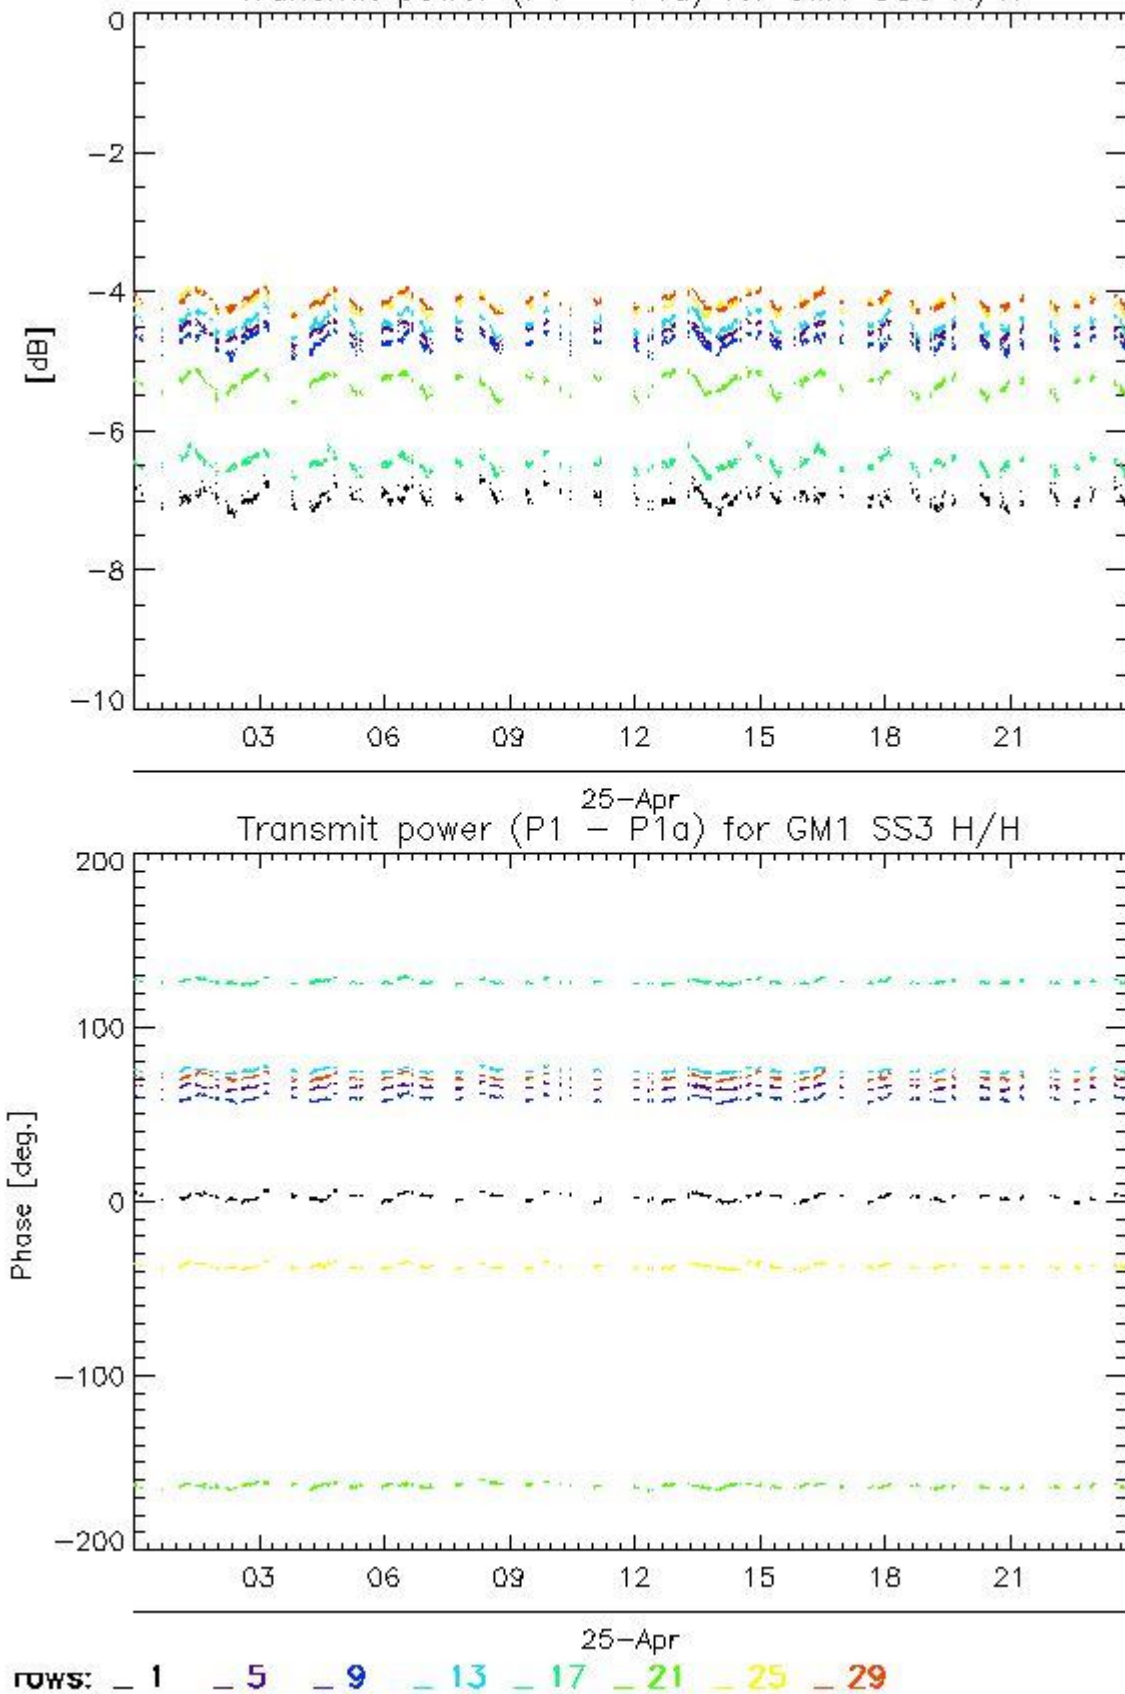 0
−2
−4
[dB]
−6
−8
−10
03 06 09 12 15 18 21
25−Apr
Transmit power (P1 − P1a) for GM1 SS3 H/H
200
100
Phase [deg.]
0
−100
−200
03 06 09 12 15 18 21
25−Apr
rows: _ 1 _ 5 _ 9 _ 13 _ 17 _ 21 _ 25 _ 29